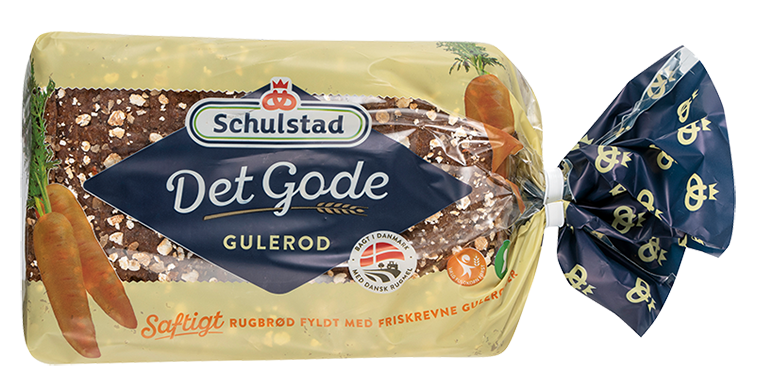 Schulstad
Det Gode
GULEROD
BAGT I DANMARK
MED DANSK RUGMEL
Saftigt RUGBRØD FYLDT MED FRISKREVNE GULERØDDER